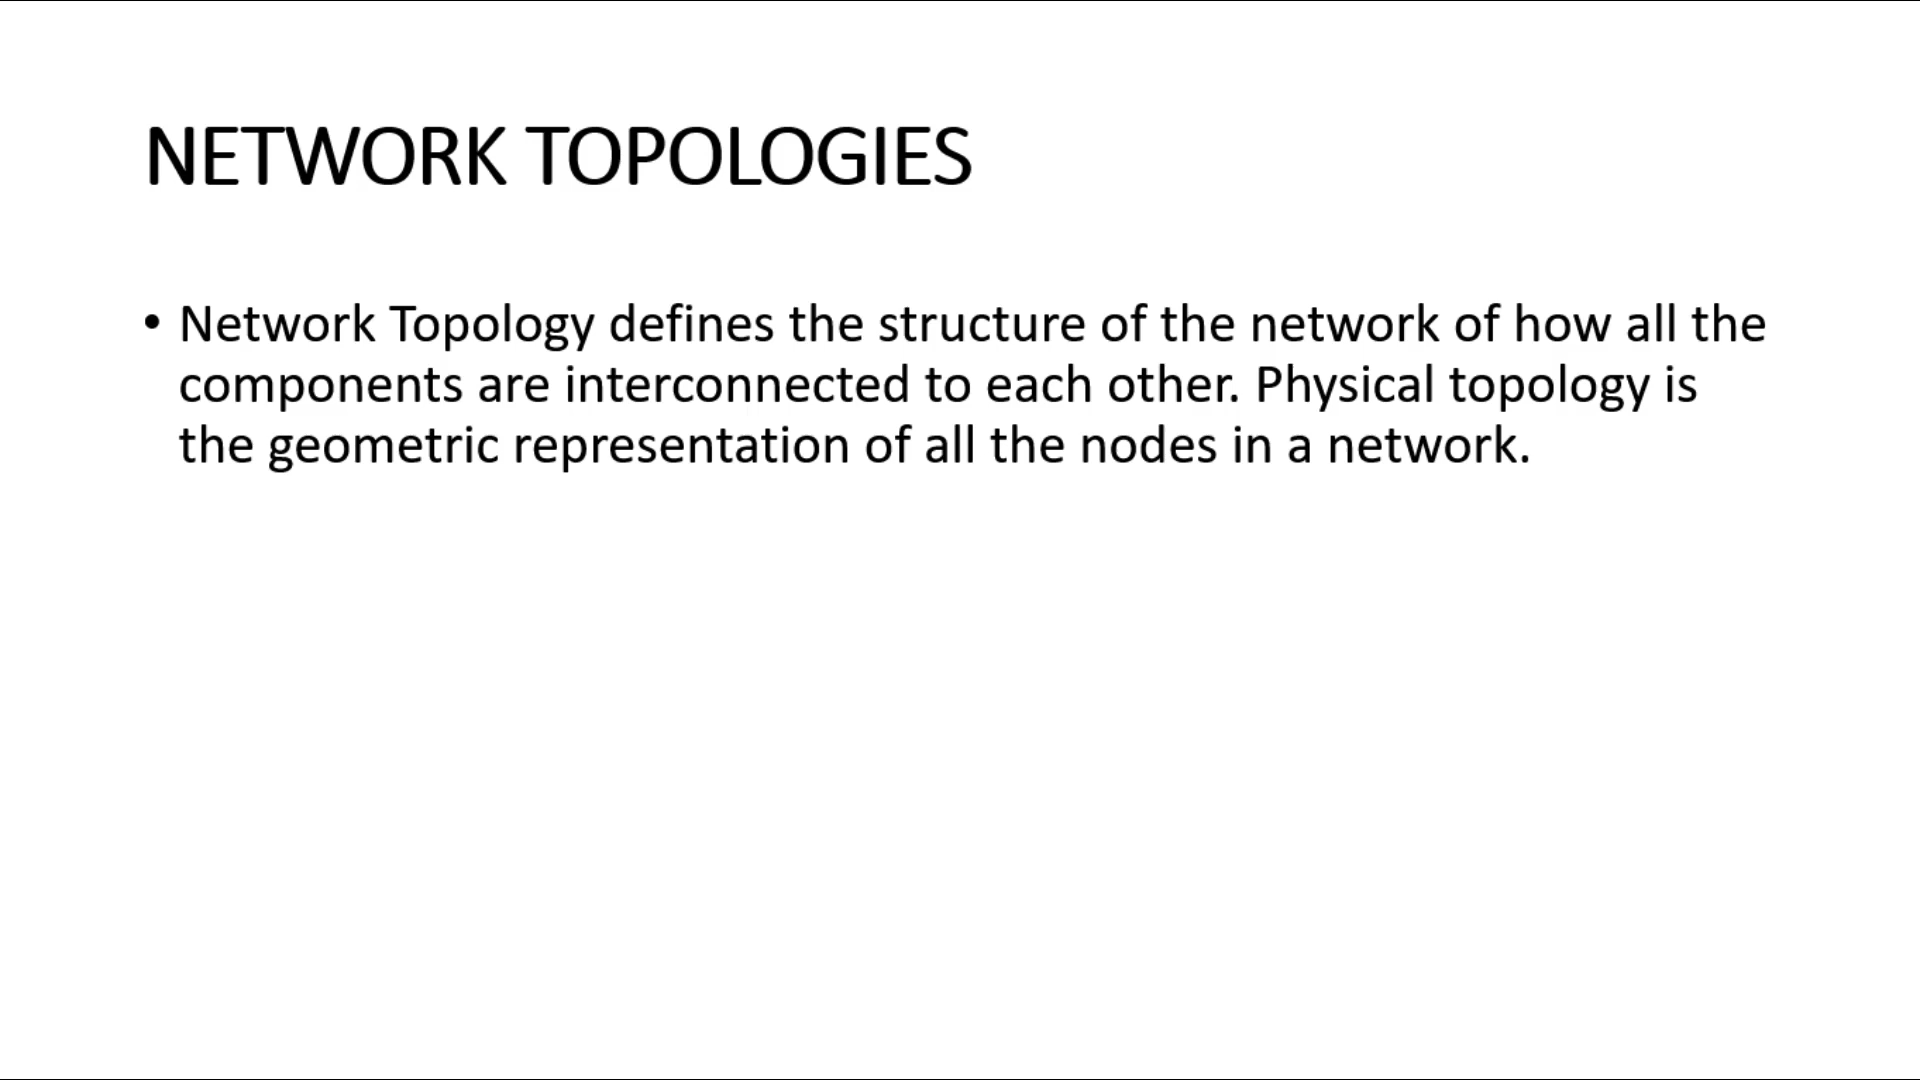 NETWORK TOPOLOGIES
• Network Topology defines the structure of the network of how all the
components are interconnected to each other. Physical topology is
the geometric representation of all the nodes in a network.